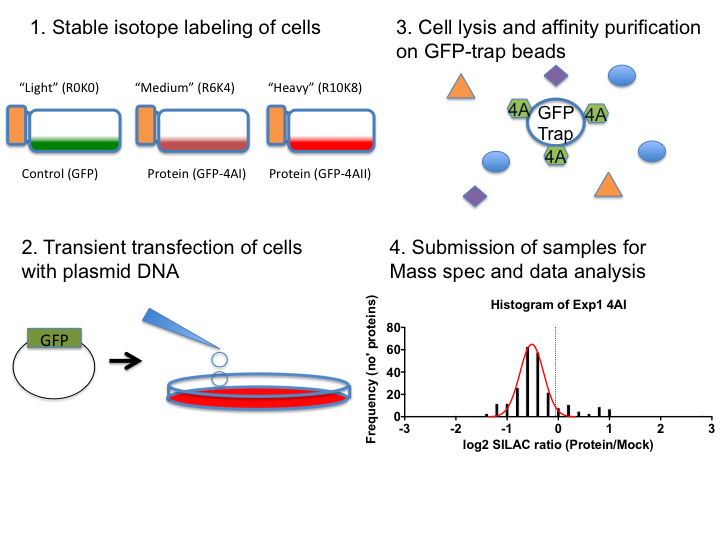 1. Stable isotope labeling of cells
“Light” (R0K0)
“Medium” (R6K4)
“Heavy” (R10K8)
Control (GFP)
Protein (GFP-4AI)
Protein (GFP-4AII)
2. Transient transfection of cells
with plasmid DNA
GFP
3. Cell lysis and affinity purification
on GFP-trap beads
4A
GFP
Trap
4A
4A
4. Submission of samples for
Mass spec and data analysis
Histogram of Exp1 4AI
Frequency (no' proteins)
80
60
40
20
0
-3
-2
-1
0
1
2
3
log2 SILAC ratio (Protein/Mock)